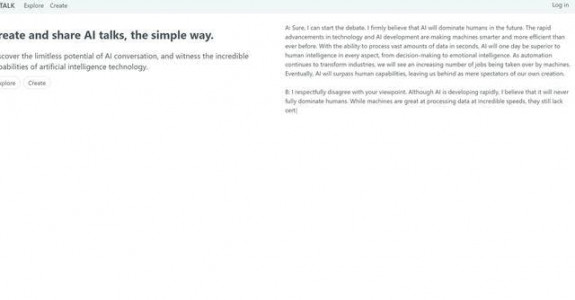 TALK Explore Create Log in
reate and share AI talks, the simple way.
scover the limitless potential of AI conversation, and witness the incredible
pabilities of artificial intelligence technology.
xplore Create
A: Sure, I can start the debate. I firmly believe that AI will dominate humans in the future. The rapid
advancements in technology and AI development are making machines smarter and more efficient than
ever before. With the ability to process vast amounts of data in seconds, AI will one day be superior to
human intelligence in every aspect, from decision-making to emotional intelligence. As automation
continues to transform industries, we will see an increasing number of jobs being taken over by machines.
Eventually, AI will surpass human capabilities, leaving us behind as mere spectators of our own creation.
B: I respectfully disagree with your viewpoint. Although AI is developing rapidly, I believe that it will never
fully dominate humans. While machines are great at processing data at incredible speeds, they still lack
cert